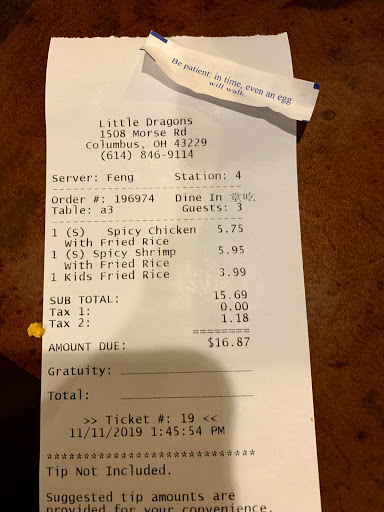 Be patient: in time, even an egg
will walk.
Little Dragons
1508 Morse Rd
Columbus, OH 43229
(614) 846-9114
Server: Feng Station: 4
Order #: 196974 Dine In 堂吃
Table: a3 Guests: 3
1 (S) Spicy Chicken 5.75
With Fried Rice
1 (S) Spicy Shrimp 5.95
With Fried Rice
1 Kids Fried Rice 3.99
SUB TOTAL: 15.69
Tax 1: 0.00
Tax 2: 1.18
========
AMOUNT DUE: $16.87
Gratuity:
Total:
>> Ticket #: 19 <<
11/11/2019 1:45:54 PM
****************************
Tip Not Included.
Suggested tip amounts are
provided for your convenience.